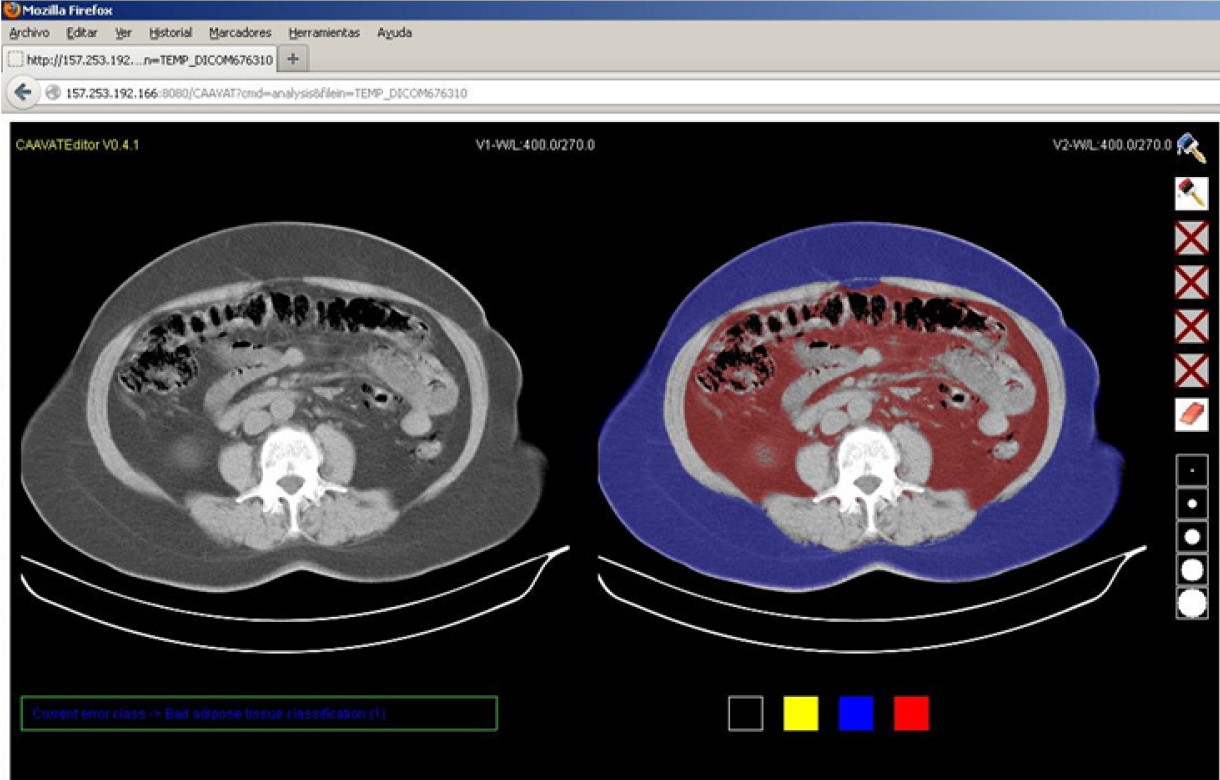 Mozilla Firefox
Archivo Editar Ver Historial Marcadores Herramientas Ayuda
http://157.253.192....n=TEMP_DICOM676310 +
157.253.192.166:8080/CAAVAT?cmd=analysis&filein=TEMP_DICOM676310
CAAVATEditor V0.4.1 V1-W/L:400.0/270.0 V2-W/L:400.0/270.0
Current error class -> Bad adipose tissue classification (1)